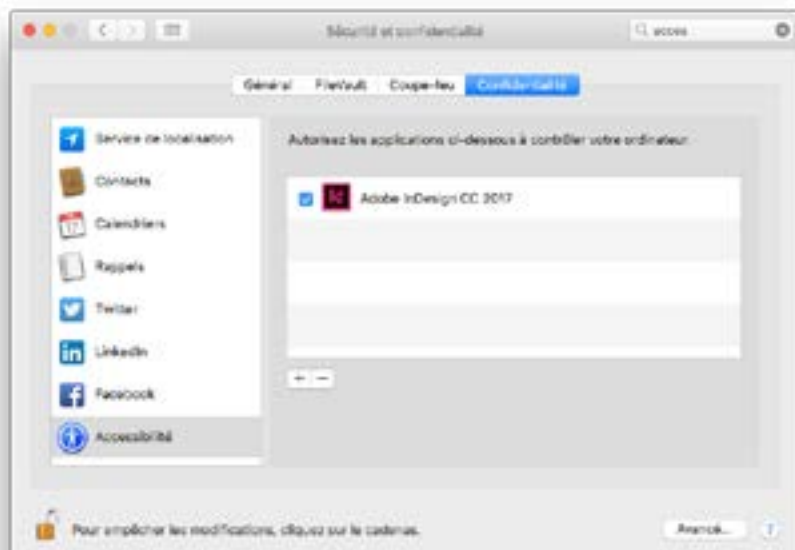 Sécurité et confidentialité
acces
Général FileVault Coupe-feu Confidentialité
Service de localisation
Contacts
Calendriers
Rappels
Twitter
LinkedIn
Facebook
Accessibilité
Autorisez les applications ci-dessous à contrôler votre ordinateur.
Id Adobe InDesign CC 2017
+ −
Pour empêcher les modifications, cliquez sur le cadenas.
Avancé... ?